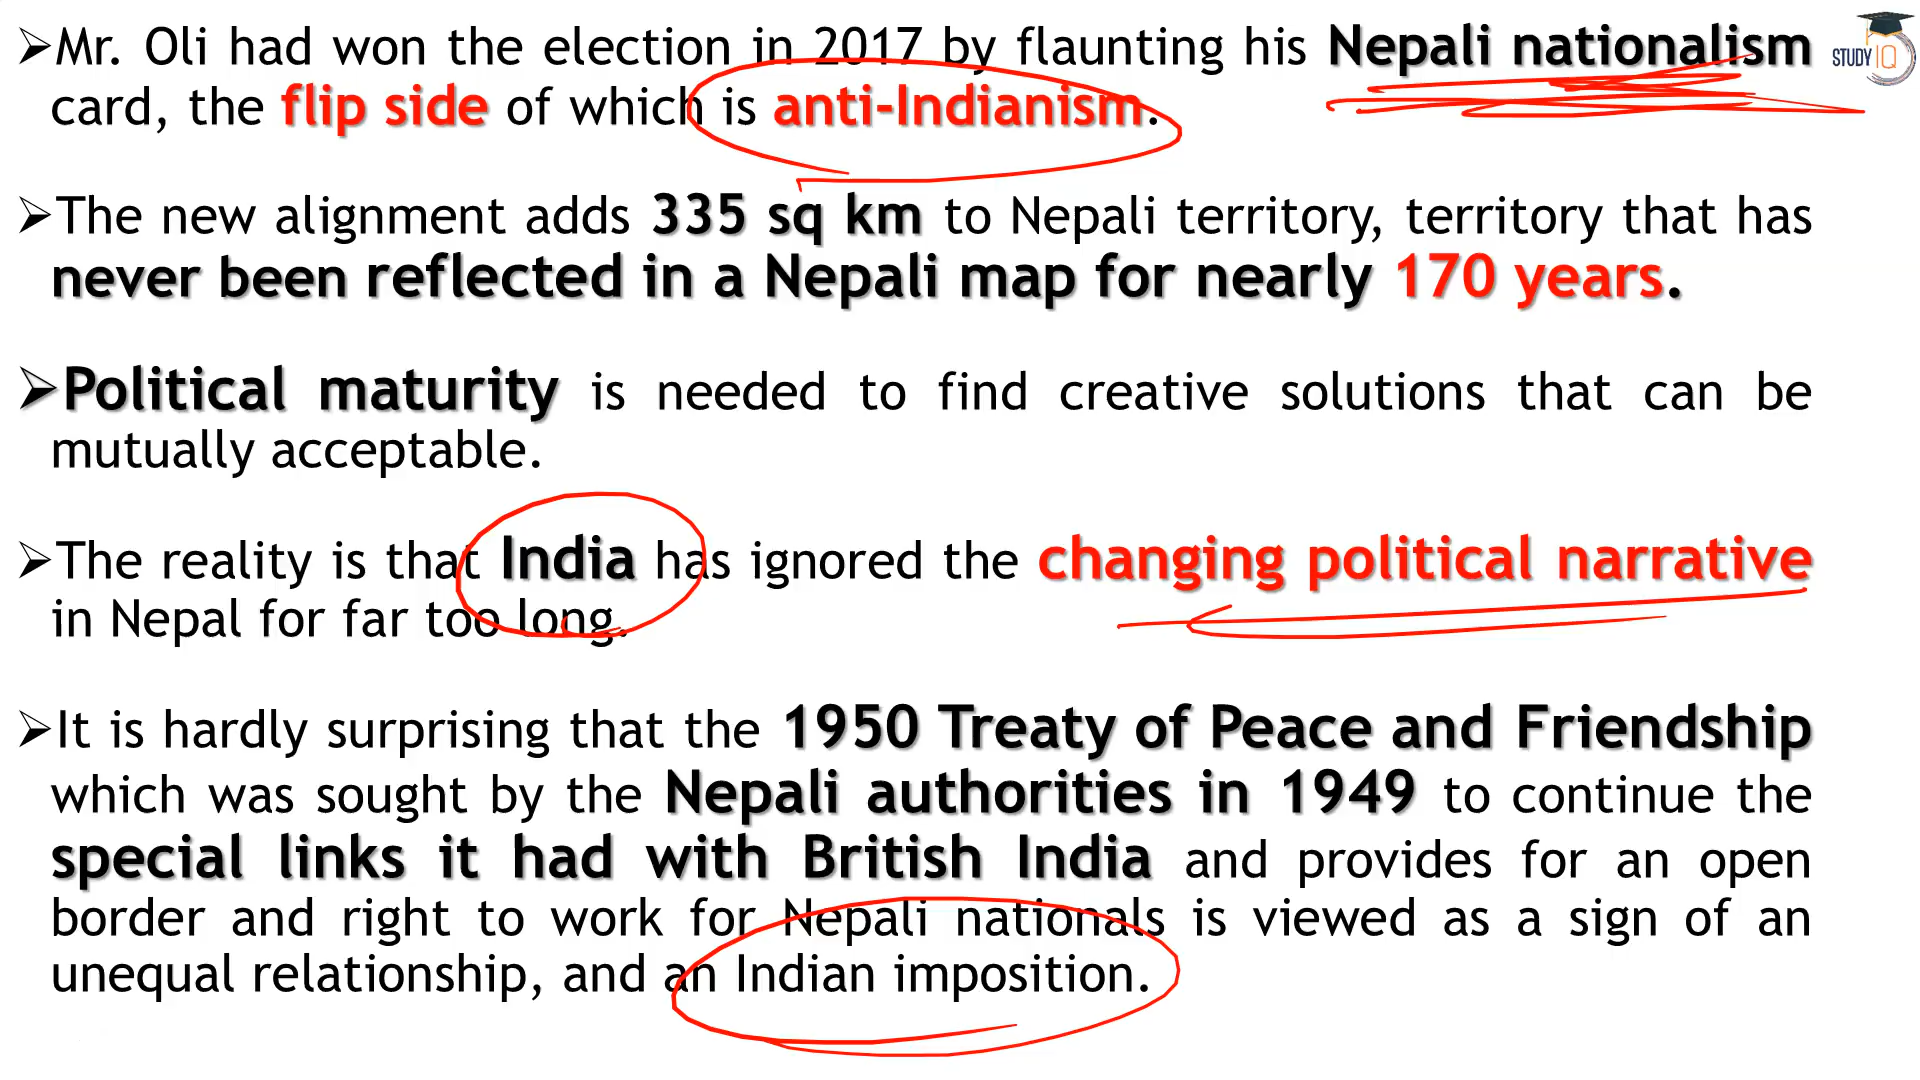 ➢Mr. Oli had won the election in 2017 by flaunting his Nepali nationalism
card, the flip side of which is anti-Indianism.
STUDY IQ
➢The new alignment adds 335 sq km to Nepali territory, territory that has
never been reflected in a Nepali map for nearly 170 years.
➢Political maturity is needed to find creative solutions that can be
mutually acceptable.
➢The reality is that India has ignored the changing political narrative
in Nepal for far too long.
➢It is hardly surprising that the 1950 Treaty of Peace and Friendship
which was sought by the Nepali authorities in 1949 to continue the
special links it had with British India and provides for an open
border and right to work for Nepali nationals is viewed as a sign of an
unequal relationship, and an Indian imposition.